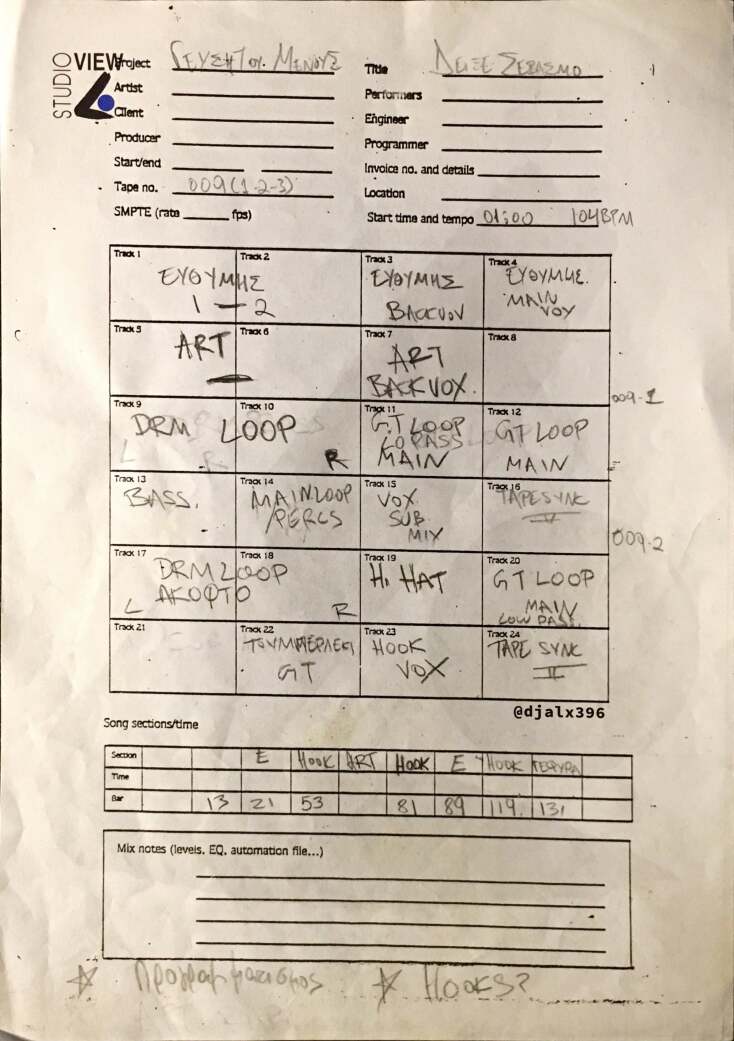 STUDIO VIEW
Project ΓΕΥΣΗ ΤΟΥ ΜΕΝΟΥΣ
Title ΔΕΙΞΕ ΣΕΒΑΣΜΟ
Artist
Performers
Client
Engineer
Producer
Programmer
Start/end
Invoice no. and details
Tape no. 009(1-2-3)
Location
SMPTE (rate fps)
Start time and tempo 01:00 104BPM
Track 1 Track 2
ΕΥΘΥΜΗΣ
1 — 2
Track 3
ΕΥΘΥΜΗΣ
BACKVOX
Track 4
ΕΥΘΥΜΗΣ
MAIN
VOX
Track 5 Track 6
ART
Track 7
ART
BACKVOX.
Track 8
009-1
Track 9 Track 10
DRM LOOP
L R
Track 11
G.T LOOP
LO PASS
MAIN
Track 12
GT LOOP
MAIN
Track 13
BASS.
Track 14
MAINLOOP
/PERCS
Track 15
VOX
SUB.
MIX
Track 16
TAPE SYNC
009-2
Track 17 Track 18
DRM LOOP
ΑΚΟΦΤΟ
L R
Track 19
Hi HAT
Track 20
GT LOOP
MAIN
LOW PASS.
Track 21
Track 22
ΤΟΥΜΠΕΡΛΕΚΙ
GT
Track 23
HOOK
VOX
Track 24
TAPE SYNC
II
@djalx396
Song sections/time
Section E HOOK ART HOOK E HOOK ΓΕΦΥΡΑ
Time
Bar 13 21 53 81 89 119. 131
Mix notes (levels, EQ, automation file...)
☆ Προγραμματισμος ☆ HOOKS?